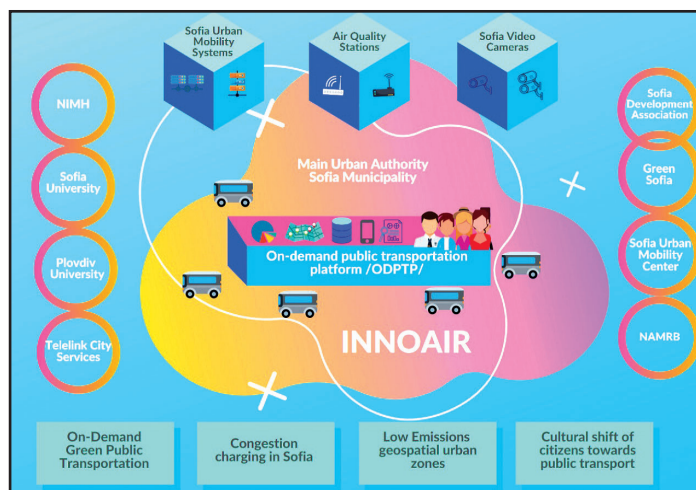 Sofia Urban
Mobility
Systems
Air Quality
Stations
Sofia Video
Cameras
NIMH
Sofia
University
Plovdiv
University
Telelink City
Services
Main Urban Authority
Sofia Municipality
On-demand public transportation
platform /ODPTP/
INNOAIR
Sofia
Development
Association
Green
Sofia
Sofia Urban
Mobility
Center
NAMRB
On-Demand
Green Public
Transportation
Congestion
charging in Sofia
Low Emissions
geospatial urban
zones
Cultural shift of
citizens towards
public transport